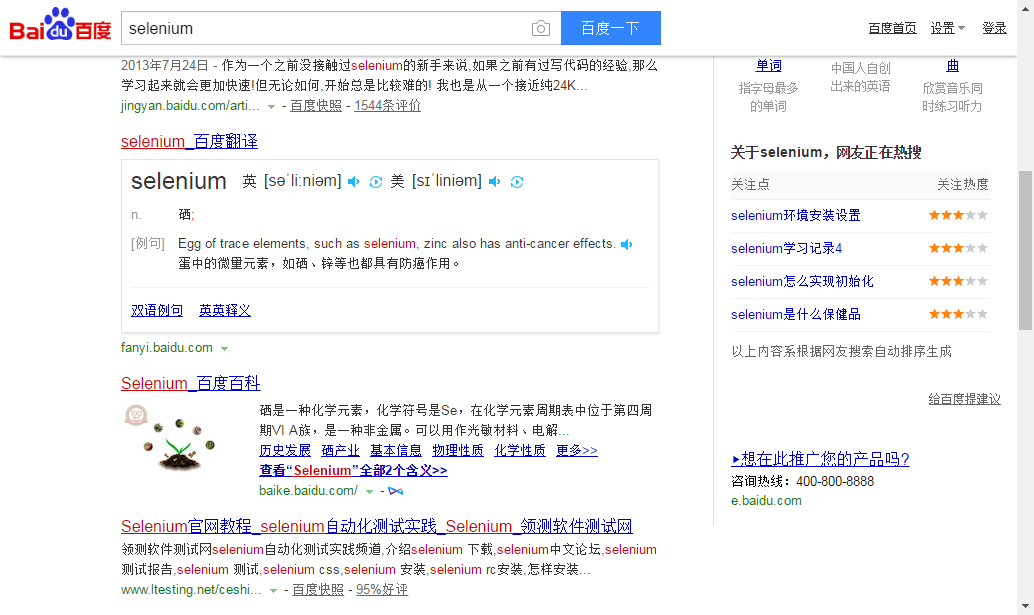 Bai du 百度
selenium
百度一下
百度首页 设置 登录
2013年7月24日 - 作为一个之前没接触过selenium的新手来说,如果之前有过写代码的经验,那么
学习起来就会更加快速!但无论如何,开始总是比较难的! 我也是从一个接近纯24K...
jingyan.baidu.com/arti... - 百度快照 - 1544条评价
selenium_百度翻译
selenium 英 [səˈliːniəm] 美 [sɪˈliniəm]
n. 硒;
[例句] Egg of trace elements, such as selenium, zinc also has anti-cancer effects.
蛋中的微量元素，如硒、锌等也都具有防癌作用。
双语例句 英英释义
fanyi.baidu.com
Selenium_百度百科
硒是一种化学元素，化学符号是Se，在化学元素周期表中位于第四周
期VI A族，是一种非金属。可以用作光敏材料、电解...
历史发展 硒产业 基本信息 物理性质 化学性质 更多>>
查看“Selenium”全部2个含义>>
baike.baidu.com/ -
Selenium官网教程_selenium自动化测试实践_Selenium_领测软件测试网
领测软件测试网selenium自动化测试实践频道,介绍selenium 下载,selenium中文论坛,selenium
测试报告,selenium 测试,selenium css,selenium 安装,selenium rc安装,怎样安装...
www.ltesting.net/ceshi... - 百度快照 - 95%好评
单词
指字母最多
的单词
中国人自创
出来的英语
曲
欣赏音乐同
时练习听力
关于selenium，网友正在热搜
关注点 关注热度
selenium环境安装设置
selenium学习记录4
selenium怎么实现初始化
selenium是什么保健品
以上内容系根据网友搜索自动排序生成
给百度提建议
想在此推广您的产品吗?
咨询热线：400-800-8888
e.baidu.com